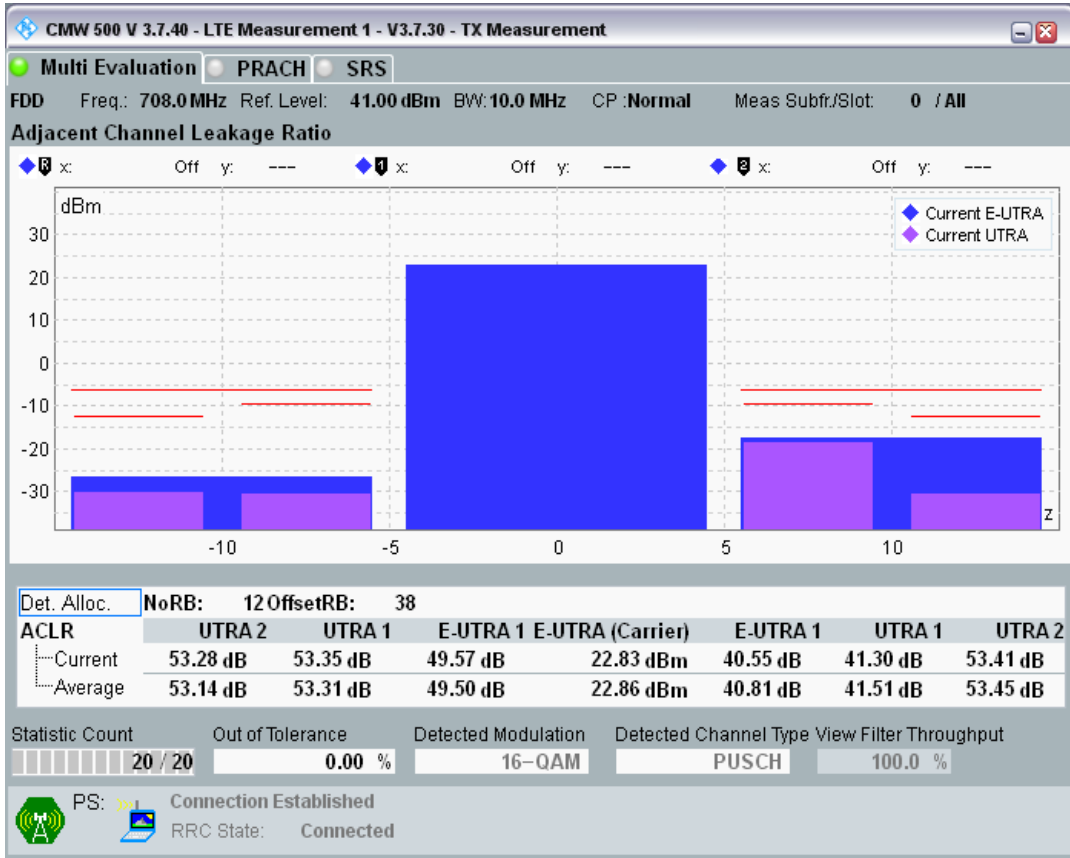 CMW 500 V 3.7.40 - LTE Measurement 1 - V3.7.30 - TX Measurement
Multi Evaluation PRACH SRS
FDD Freq.: 708.0 MHz Ref. Level: 41.00 dBm BW: 10.0 MHz CP :Normal Meas Subfr./Slot: 0 / All
Adjacent Channel Leakage Ratio
R x: Off y: --- 1 x: Off y: --- 2 x: Off y: ---
dBm
Current E-UTRA
Current UTRA
30
20
10
0
-10
-20
-30
z
-10 -5 0 5 10
Det. Alloc. NoRB: 12 OffsetRB: 38
ACLR UTRA 2 UTRA 1 E-UTRA 1 E-UTRA (Carrier) E-UTRA 1 UTRA 1 UTRA 2
Current 53.28 dB 53.35 dB 49.57 dB 22.83 dBm 40.55 dB 41.30 dB 53.41 dB
Average 53.14 dB 53.31 dB 49.50 dB 22.86 dBm 40.81 dB 41.51 dB 53.45 dB
Statistic Count Out of Tolerance Detected Modulation Detected Channel Type View Filter Throughput
20 / 20 0.00 % 16-QAM PUSCH 100.0 %
PS: Connection Established
RRC State: Connected